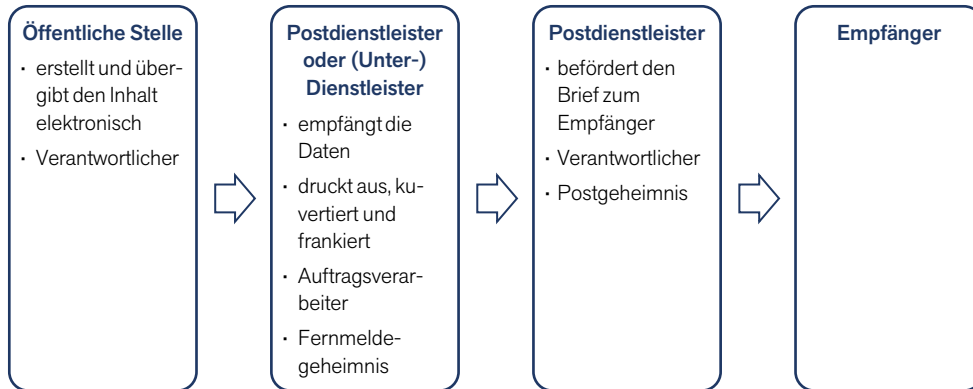 Öffentliche Stelle
· erstellt und über-
gibt den Inhalt
elektronisch
· Verantwortlicher
Postdienstleister
oder (Unter-)
Dienstleister
· empfängt die
Daten
· druckt aus, ku-
vertiert und
frankiert
· Auftragsverar-
beiter
· Fernmelde-
geheimnis
Postdienstleister
· befördert den
Brief zum
Empfänger
· Verantwortlicher
· Postgeheimnis
Empfänger